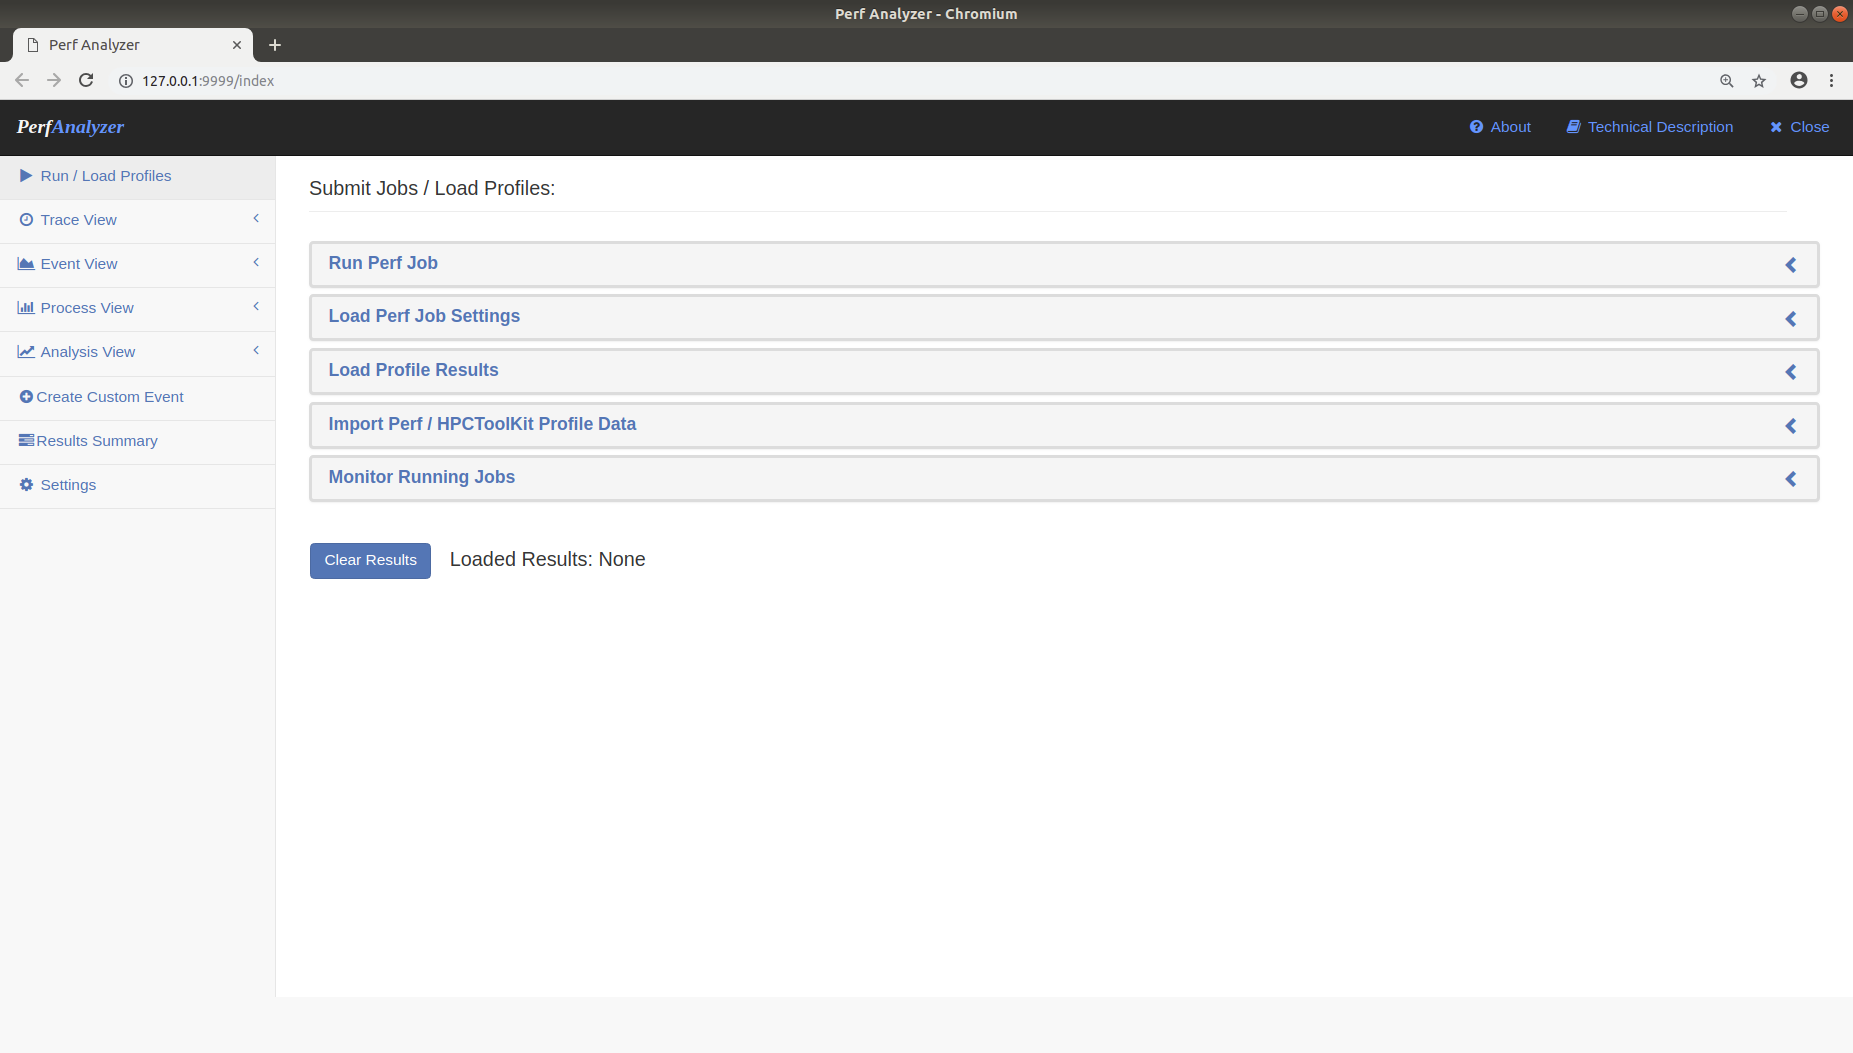 Perf Analyzer - Chromium
Perf Analyzer
127.0.0.1:9999/index
PerfAnalyzer
About
Technical Description
Close
Run / Load Profiles
Trace View
Event View
Process View
Analysis View
Create Custom Event
Results Summary
Settings
Submit Jobs / Load Profiles:
Run Perf Job
Load Perf Job Settings
Load Profile Results
Import Perf / HPCToolKit Profile Data
Monitor Running Jobs
Clear Results
Loaded Results: None